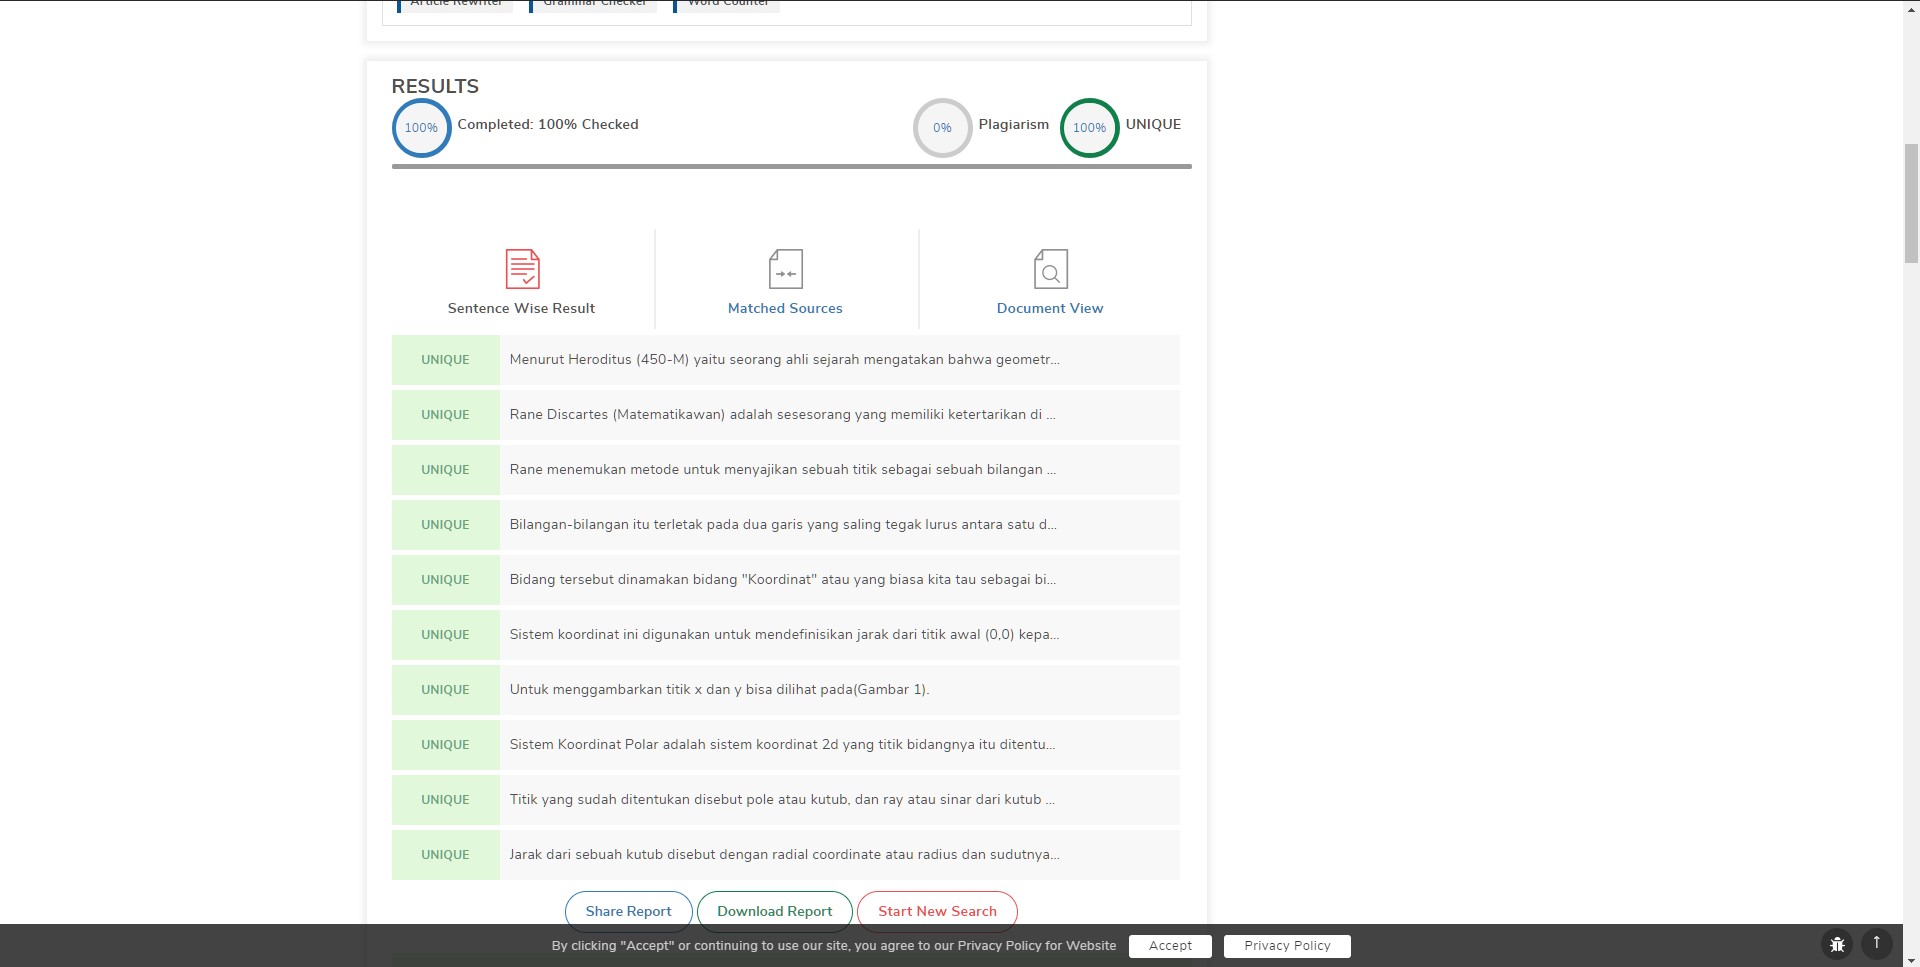 Article Rewriter Grammar Checker Word Counter
RESULTS
100% Completed: 100% Checked 0% Plagiarism 100% UNIQUE
Sentence Wise Result Matched Sources Document View
UNIQUE Menurut Heroditus (450-M) yaitu seorang ahli sejarah mengatakan bahwa geometr...
UNIQUE Rane Discartes (Matematikawan) adalah sesesorang yang memiliki ketertarikan di ...
UNIQUE Rane menemukan metode untuk menyajikan sebuah titik sebagai sebuah bilangan ...
UNIQUE Bilangan-bilangan itu terletak pada dua garis yang saling tegak lurus antara satu d...
UNIQUE Bidang tersebut dinamakan bidang "Koordinat" atau yang biasa kita tau sebagai bi...
UNIQUE Sistem koordinat ini digunakan untuk mendefinisikan jarak dari titik awal (0,0) kepa...
UNIQUE Untuk menggambarkan titik x dan y bisa dilihat pada(Gambar 1).
UNIQUE Sistem Koordinat Polar adalah sistem koordinat 2d yang titik bidangnya itu ditentu...
UNIQUE Titik yang sudah ditentukan disebut pole atau kutub, dan ray atau sinar dari kutub ...
UNIQUE Jarak dari sebuah kutub disebut dengan radial coordinate atau radius dan sudutnya...
Share Report Download Report Start New Search
By clicking "Accept" or continuing to use our site, you agree to our Privacy Policy for Website Accept Privacy Policy